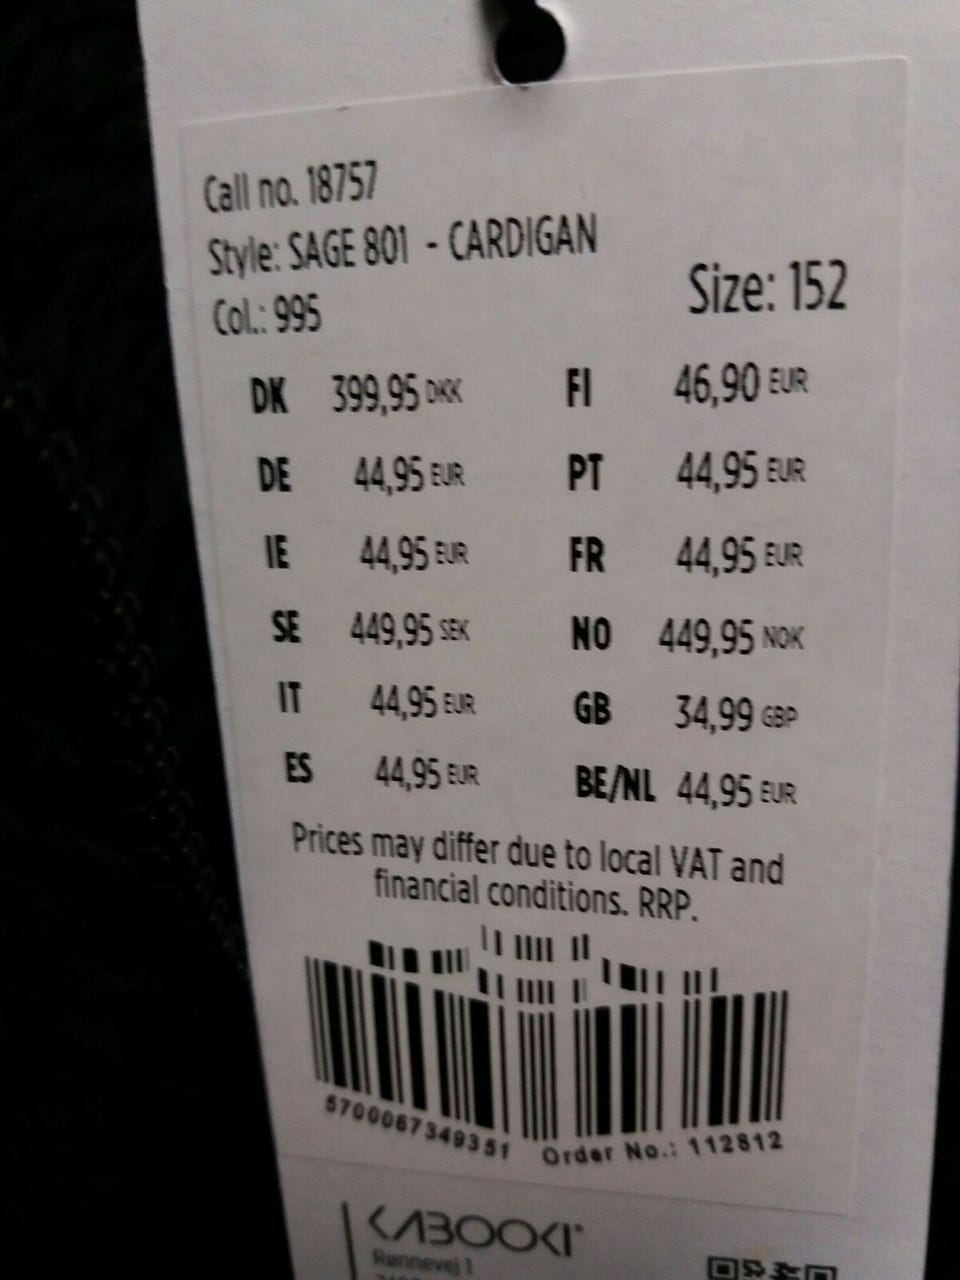 Call no. 18757
Style: SAGE 801 - CARDIGAN
Col.: 995
Size: 152
DK 399,95 DKK FI 46,90 EUR
DE 44,95 EUR PT 44,95 EUR
IE 44,95 EUR FR 44,95 EUR
SE 449,95 SEK NO 449,95 NOK
IT 44,95 EUR GB 34,99 GBP
ES 44,95 EUR BE/NL 44,95 EUR
Prices may differ due to local VAT and
financial conditions. RRP.
5700067349351 Order No.: 112812
KABOOKI
Rønnevej 1